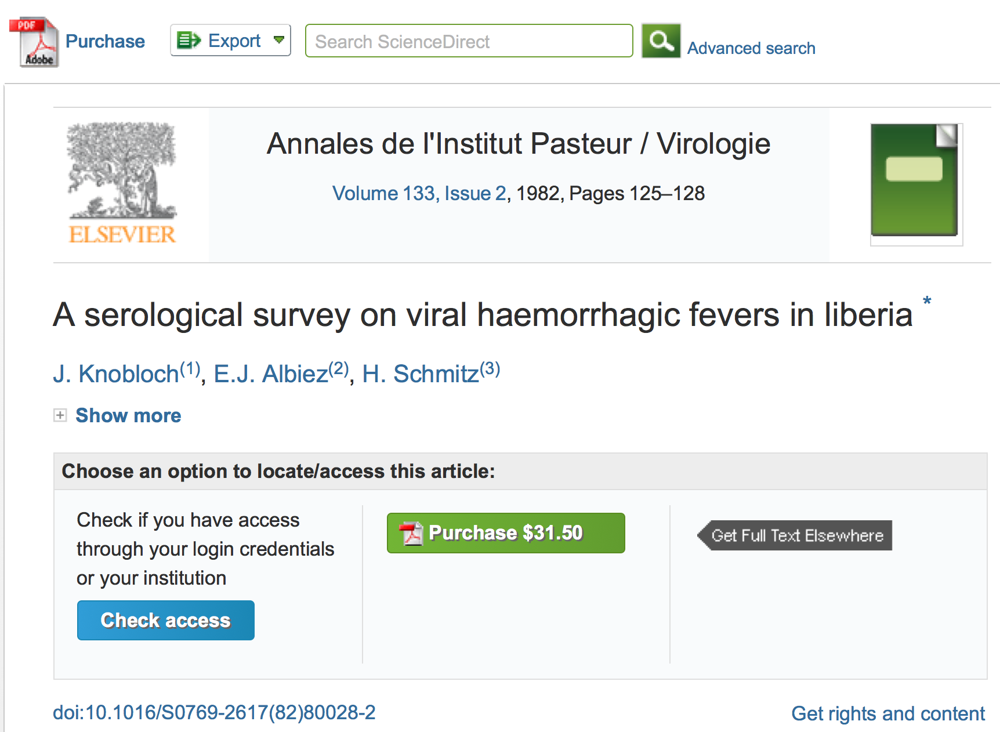 PDF
Adobe
Purchase
Export
Search ScienceDirect
Advanced search
ELSEVIER
Annales de l'Institut Pasteur / Virologie
Volume 133, Issue 2, 1982, Pages 125–128
A serological survey on viral haemorrhagic fevers in liberia *
J. Knobloch(1), E.J. Albiez(2), H. Schmitz(3)
Show more
Choose an option to locate/access this article:
Check if you have access
through your login credentials
or your institution
Check access
Purchase $31.50
Get Full Text Elsewhere
doi:10.1016/S0769-2617(82)80028-2
Get rights and content